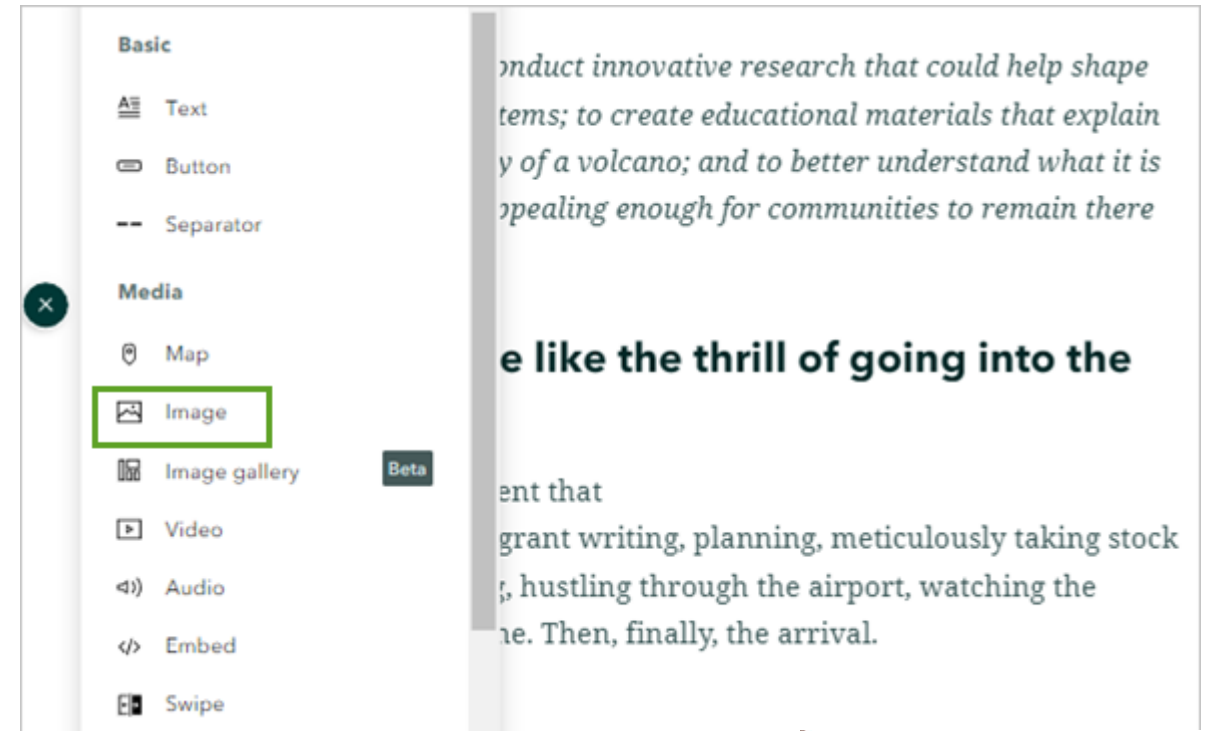 Basic
Text
Button
Separator
Media
Map
Image
Image gallery
Beta
Video
Audio
Embed
Swipe
onduct innovative research that could help shape
tems; to create educational materials that explain
y of a volcano; and to better understand what it is
ppealing enough for communities to remain there
e like the thrill of going into the
ent that
grant writing, planning, meticulously taking stock
g, hustling through the airport, watching the
ne. Then, finally, the arrival.